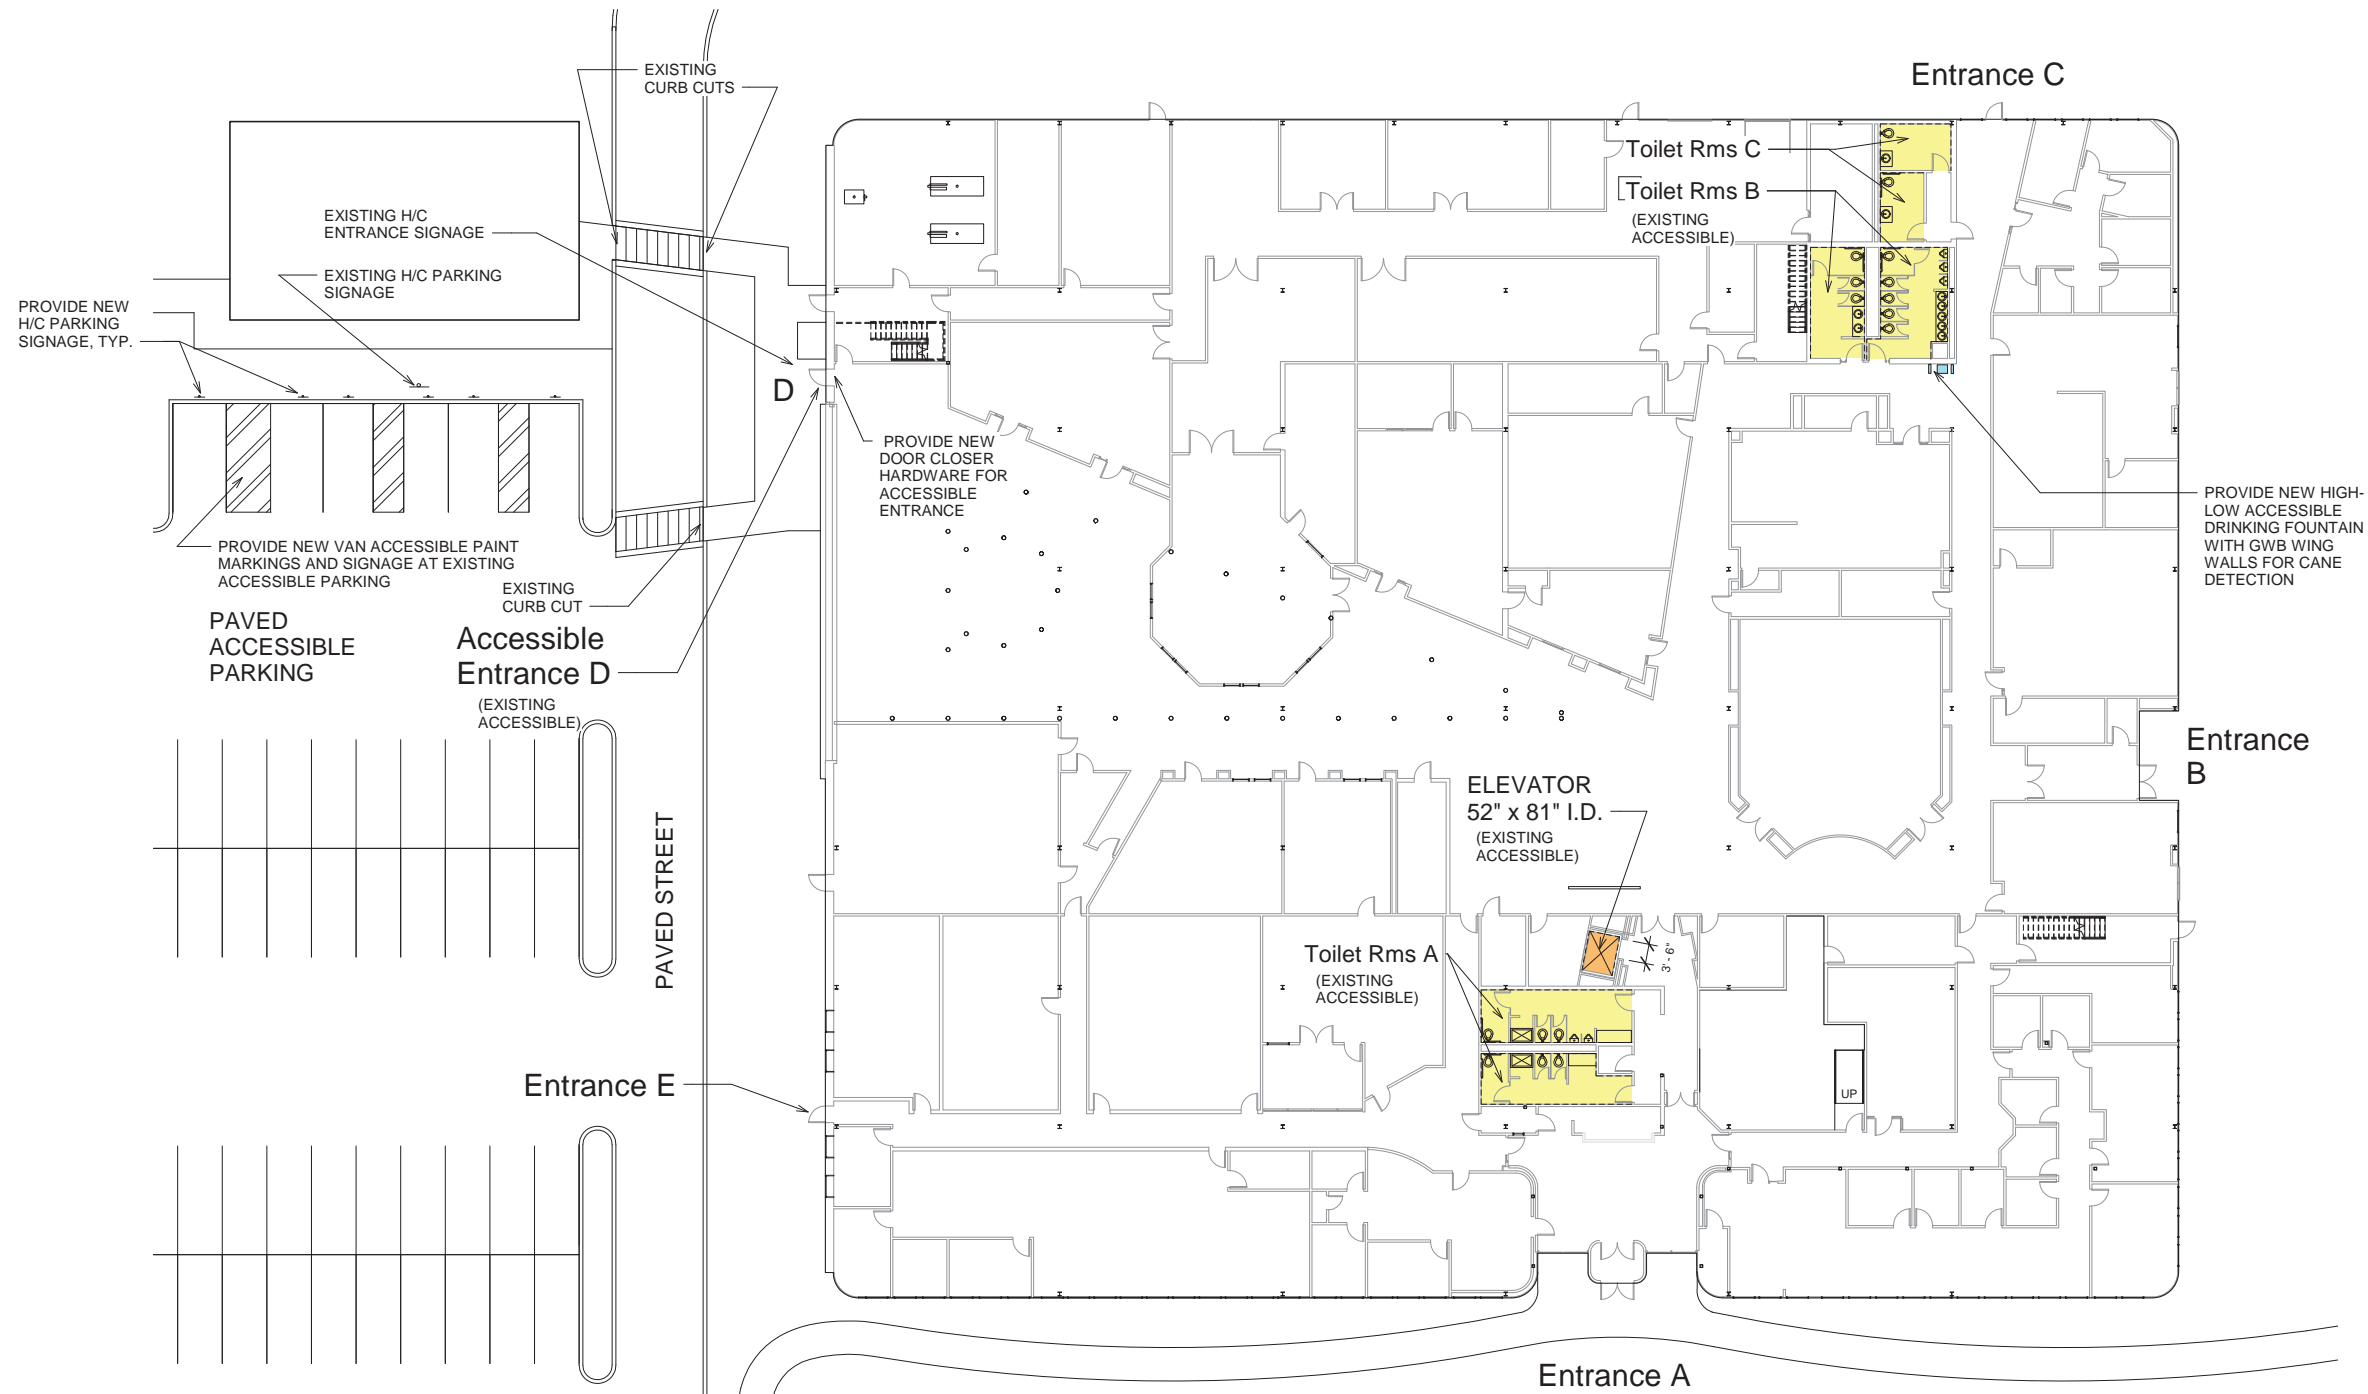 Entrance C
EXISTING
CURB CUTS
Toilet Rms C
Toilet Rms B
(EXISTING
ACCESSIBLE)
EXISTING H/C
ENTRANCE SIGNAGE
EXISTING H/C PARKING
SIGNAGE
PROVIDE NEW
H/C PARKING
SIGNAGE, TYP.
D
PROVIDE NEW
DOOR CLOSER
HARDWARE FOR
ACCESSIBLE
ENTRANCE
PROVIDE NEW HIGH-
LOW ACCESSIBLE
DRINKING FOUNTAIN
WITH GWB WING
WALLS FOR CANE
DETECTION
PROVIDE NEW VAN ACCESSIBLE PAINT
MARKINGS AND SIGNAGE AT EXISTING
ACCESSIBLE PARKING
EXISTING
CURB CUT
PAVED
ACCESSIBLE
PARKING
Accessible
Entrance D
(EXISTING
ACCESSIBLE)
Entrance
B
ELEVATOR
52" x 81" I.D.
(EXISTING
ACCESSIBLE)
PAVED STREET
3' - 6"
Toilet Rms A
(EXISTING
ACCESSIBLE)
Entrance E
UP
Entrance A